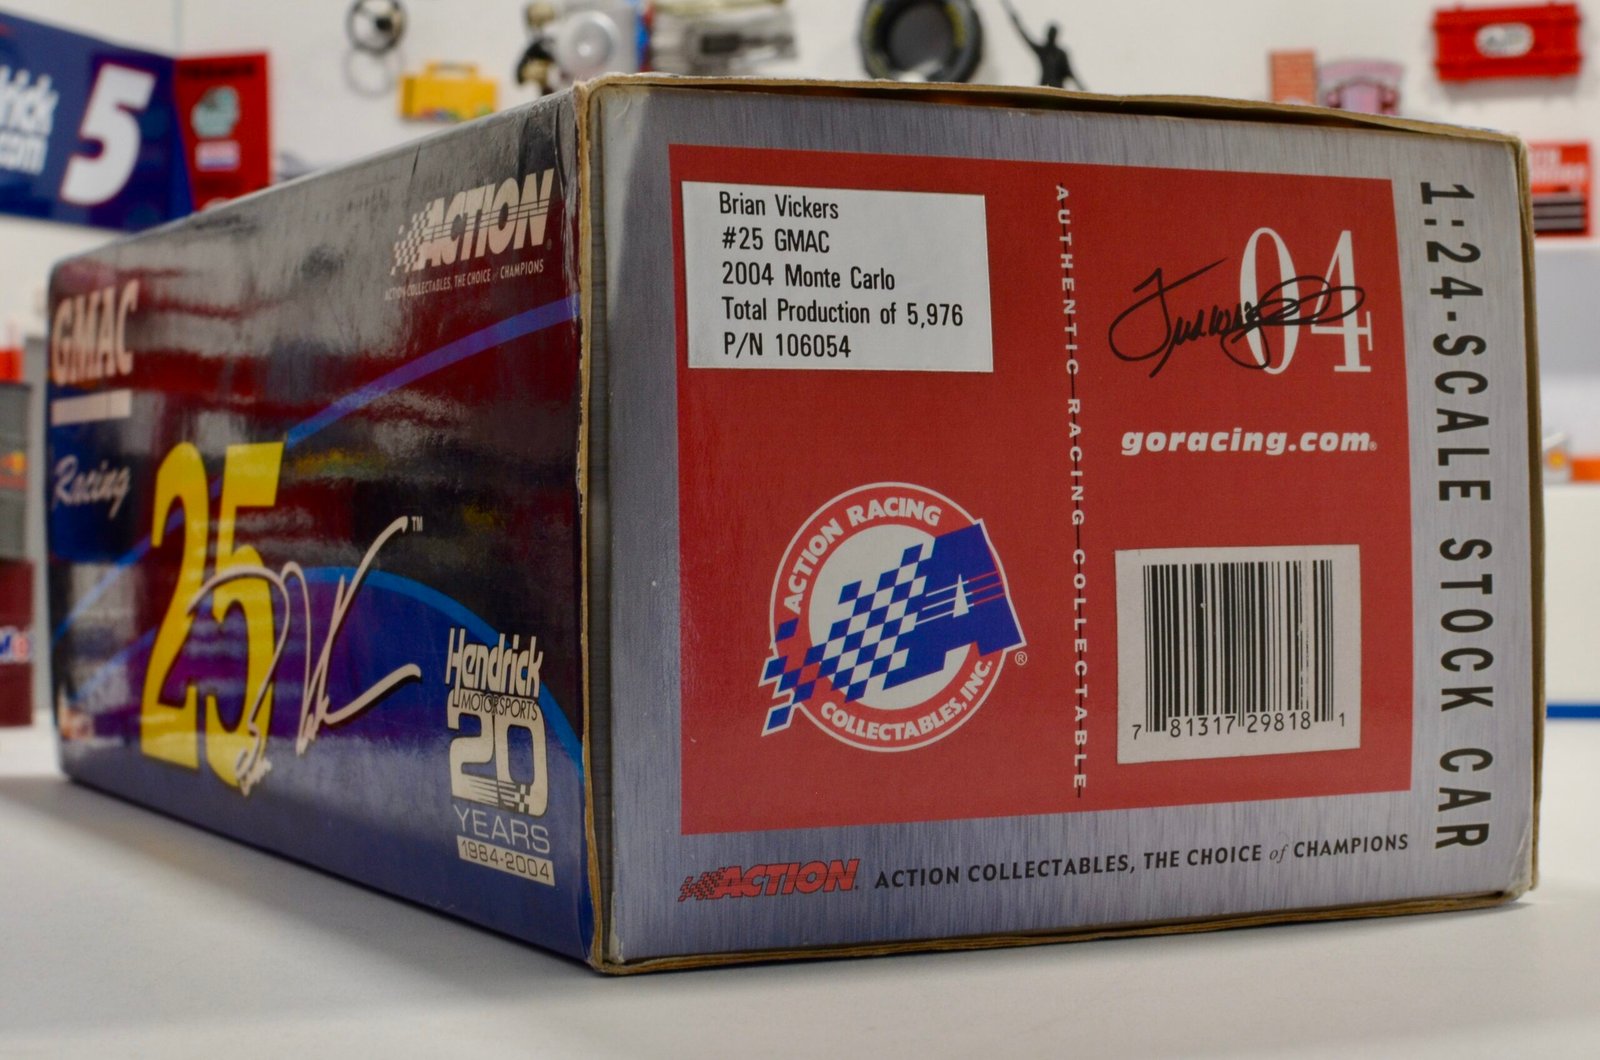 5
GMAC
Racing
25
ACTION
ACTION COLLECTABLES, THE CHOICE of CHAMPIONS
TM
Hendrick
MOTORSPORTS
20
YEARS
1984-2004
Brian Vickers
#25 GMAC
2004 Monte Carlo
Total Production of 5,976
P/N 106054
AUTHENTIC RACING COLLECTABLE
04
goracing.com®
ACTION RACING
COLLECTABLES, INC.
®
7 81317 29818 1
1:24-SCALE STOCK CAR
ACTION® ACTION COLLECTABLES, THE CHOICE of CHAMPIONS